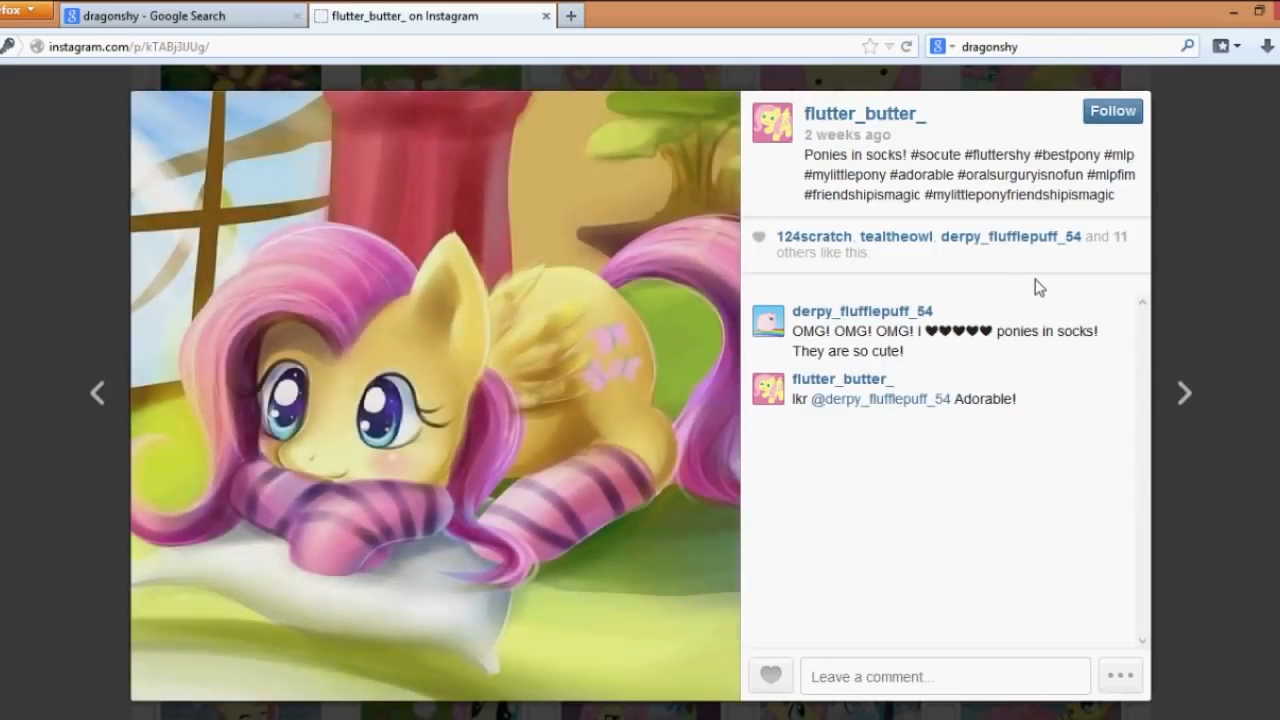 fox
dragonshy - Google Search
flutter_butter_ on Instagram
instagram.com/p/kTABj3UUg/
dragonshy
flutter_butter_
Follow
2 weeks ago
Ponies in socks! #socute #fluttershy #bestpony #mlp
#mylittlepony #adorable #oralsurguryisnofun #mlpfim
#friendshipismagic #mylittleponyfriendshipismagic
124scratch, tealtheowl, derpy_flufflepuff_54 and 11
others like this.
derpy_flufflepuff_54
OMG! OMG! OMG! I ♥♥♥♥♥ ponies in socks!
They are so cute!
flutter_butter_
Ikr @derpy_flufflepuff_54 Adorable!
Leave a comment...